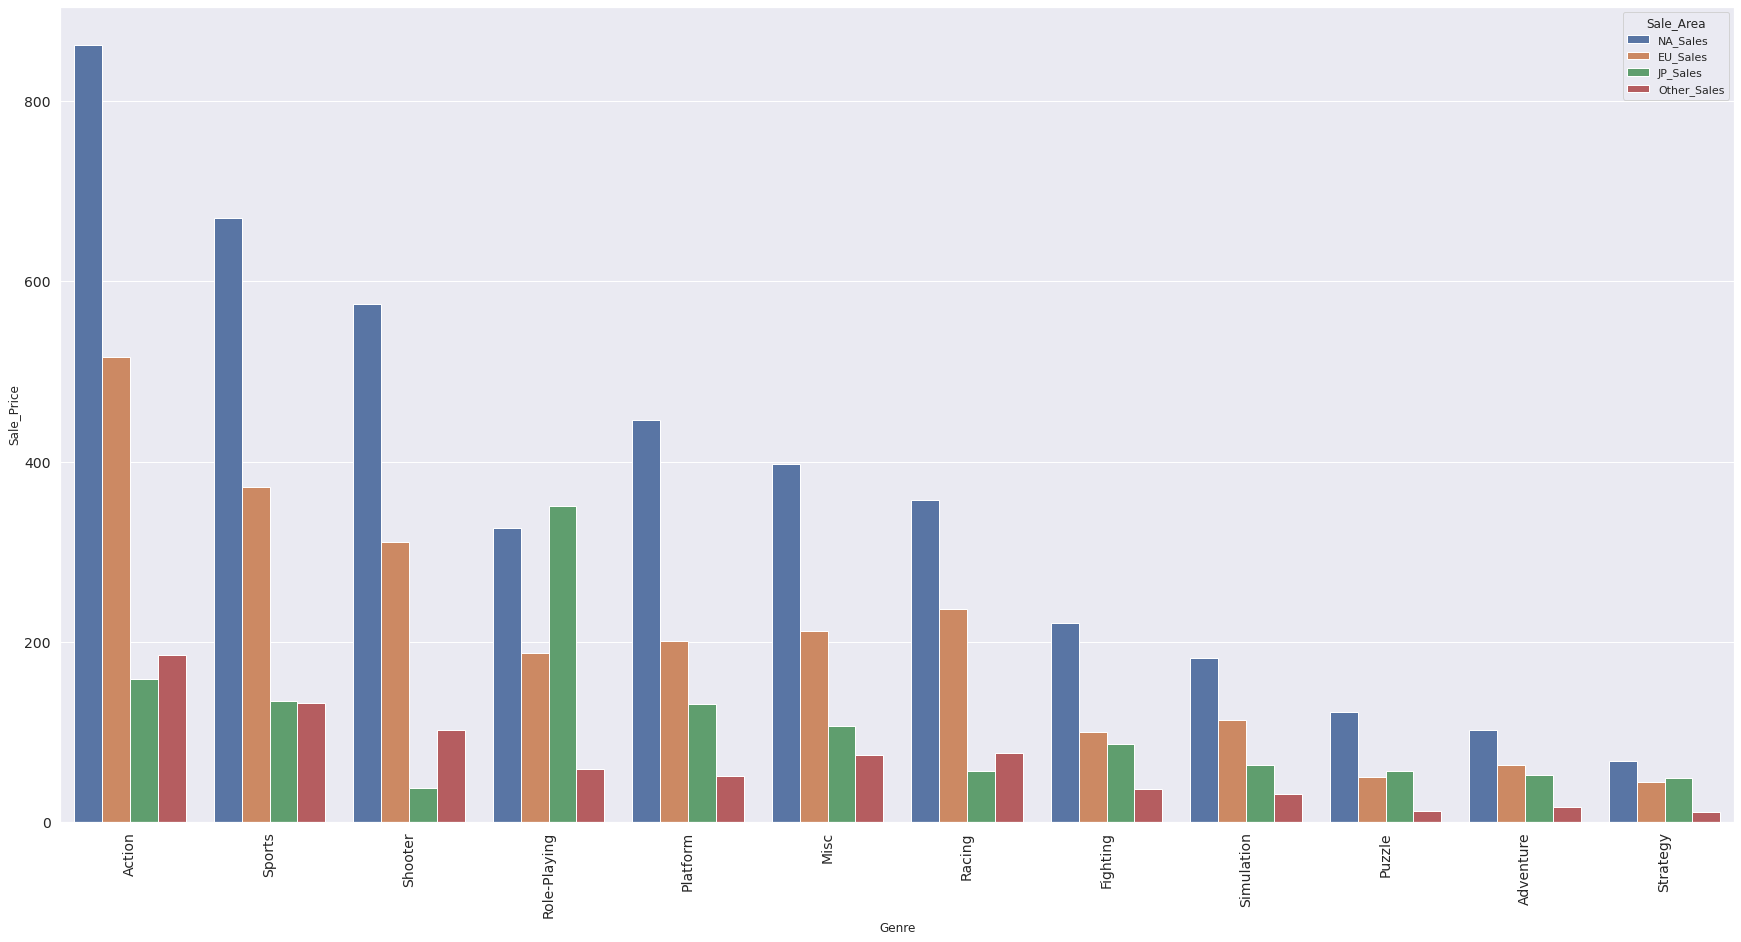 Sale_Area
NA_Sales
EU_Sales
JP_Sales
Other_Sales
Sale_Price
800
600
400
200
0
Action
Sports
Shooter
Role-Playing
Platform
Misc
Racing
Fighting
Simulation
Puzzle
Adventure
Strategy
Genre